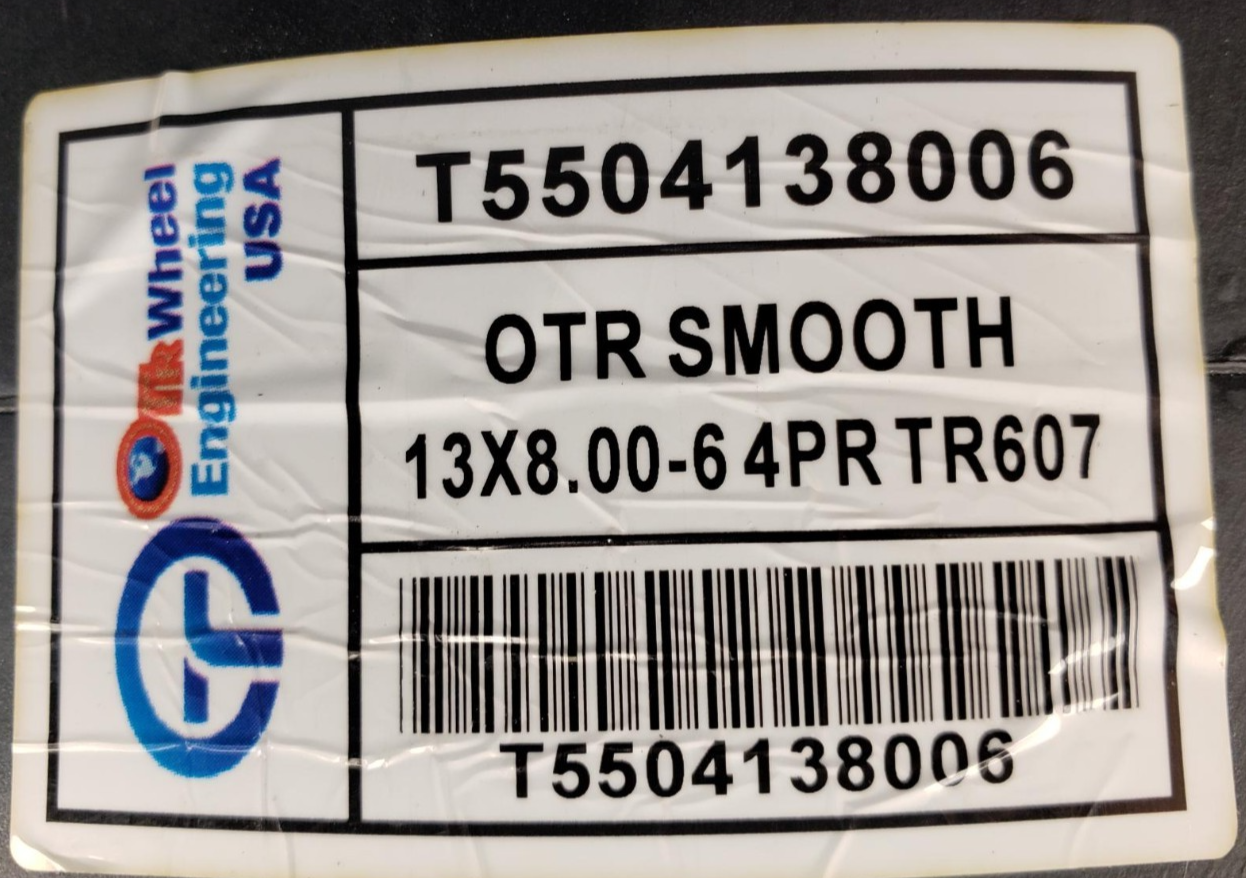 OTR Wheel
Engineering
USA
T5504138006
OTR SMOOTH
13X8.00-6 4PR TR607
T5504138006